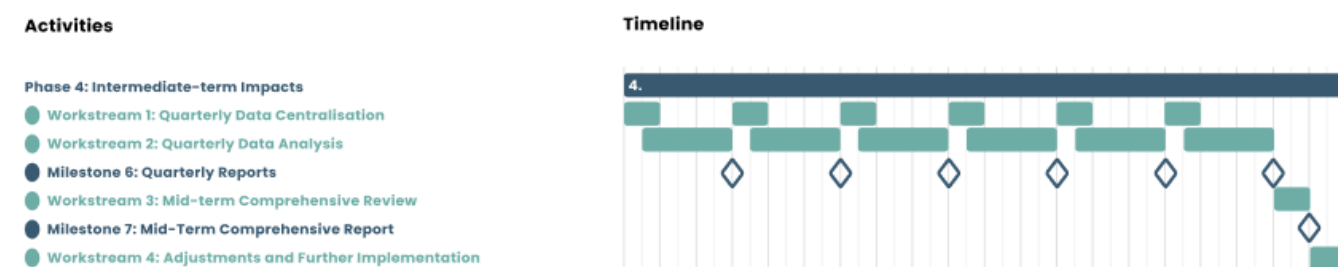 Activities
Timeline
Phase 4: Intermediate-term Impacts
4.
Workstream 1: Quarterly Data Centralisation
Workstream 2: Quarterly Data Analysis
Milestone 6: Quarterly Reports
Workstream 3: Mid-term Comprehensive Review
Milestone 7: Mid-Term Comprehensive Report
Workstream 4: Adjustments and Further Implementation